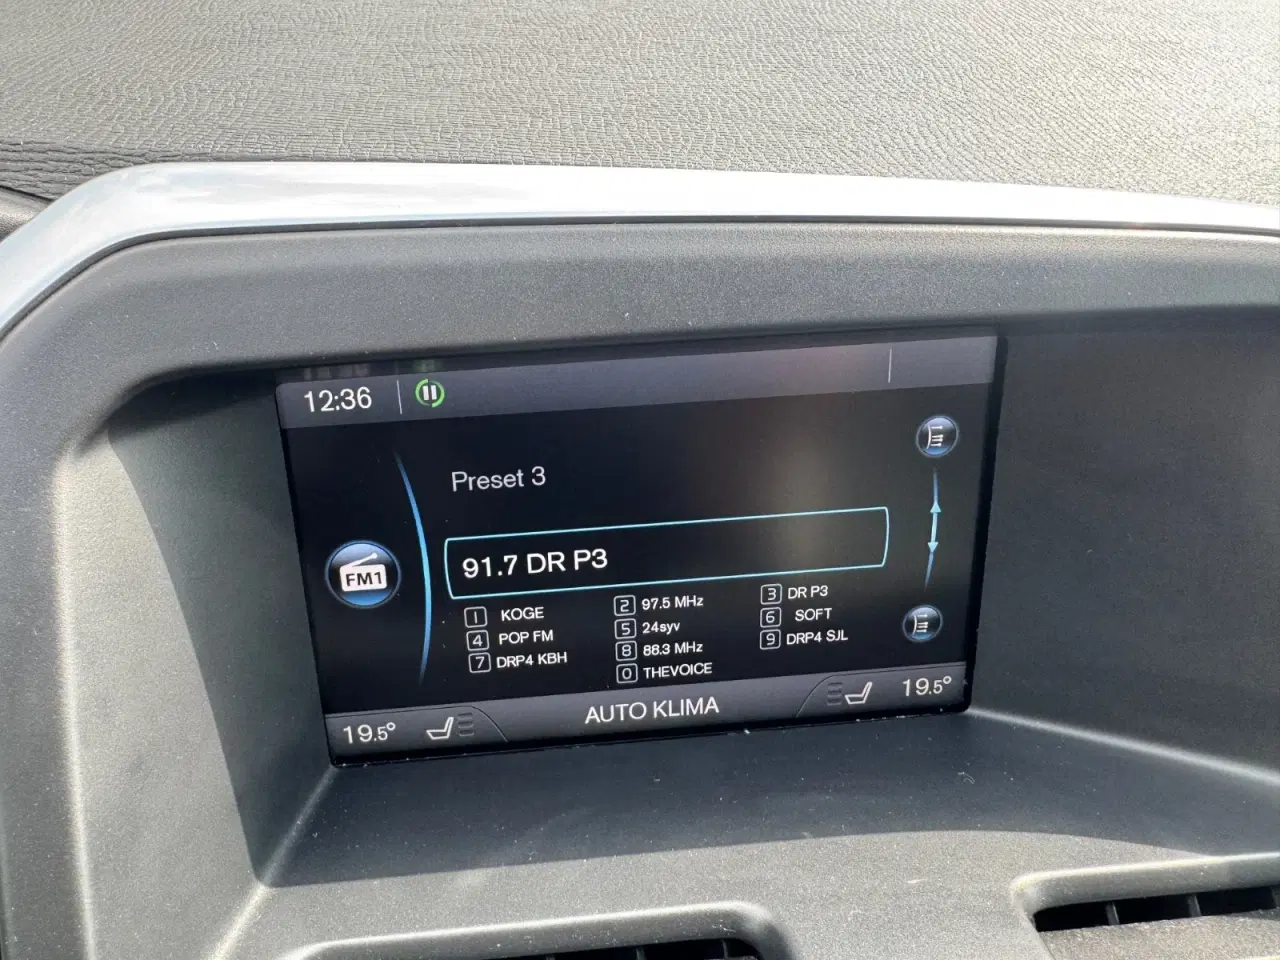 12:36
Preset 3
FM1
91.7 DR P3
1 KOGE 2 97.5 MHz 3 DR P3
4 POP FM 5 24syv 6 SOFT
7 DRP4 KBH 8 88.3 MHz 9 DRP4 SJL
0 THEVOICE
19.5° AUTO KLIMA 19.5°